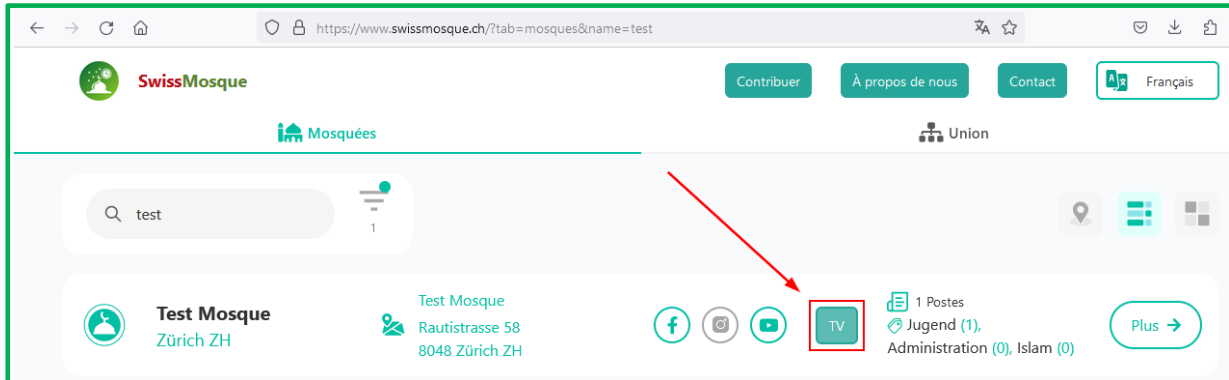 https://www.swissmosque.ch/?tab=mosques&name=test
SwissMosque
Contribuer
À propos de nous
Contact
Français
Mosquées
Union
test
1
Test Mosque
Zürich ZH
Test Mosque
Rautistrasse 58
8048 Zürich ZH
TV
1 Postes
Jugend (1),
Administration (0), Islam (0)
Plus →